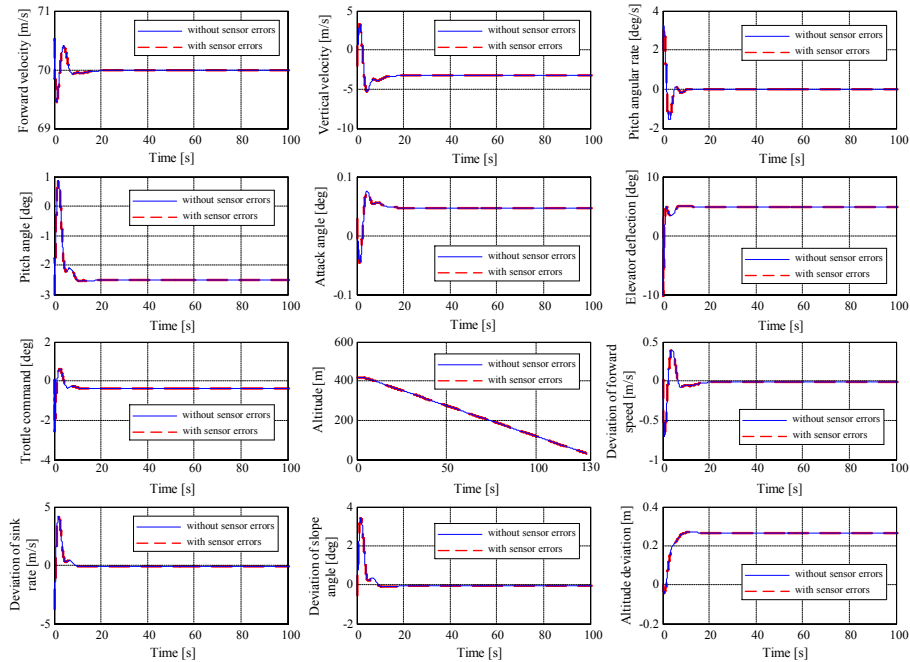 Forward velocity [m/s]
71
70
69
0 20 40 60 80 100
Time [s]
without sensor errors
with sensor errors
Vertical velocity [m/s]
5
0
-5
-10
0 20 40 60 80 100
Time [s]
without sensor errors
with sensor errors
Pitch angular rate [deg/s]
4
2
0
-2
0 20 40 60 80 100
Time [s]
without sensor errors
with sensor errors
Pitch angle [deg]
1
0
-1
-2
-3
0 20 40 60 80 100
Time [s]
without sensor errors
with sensor errors
Attack angle [deg]
0.1
0
-0.1
0 20 40 60 80 100
Time [s]
without sensor errors
with sensor errors
Elevator deflection [deg]
10
0
-10
0 20 40 60 80 100
Time [s]
without sensor errors
with sensor errors
Trottle command [deg]
2
0
-2
-4
0 20 40 60 80 100
Time [s]
without sensor errors
with sensor errors
Altitude [m]
600
400
200
0
0 50 100 130
Time [s]
without sensor errors
with sensor errors
Deviation of forward
speed [m/s]
0.5
0
-0.5
-1
0 20 40 60 80 100
Time [s]
without sensor errors
with sensor errors
Deviation of sink
rate [m/s]
5
0
-5
0 20 40 60 80 100
Time [s]
without sensor errors
with sensor errors
Deviation of slope
angle [deg]
4
2
0
-2
0 20 40 60 80 100
Time [s]
without sensor errors
with sensor errors
Altitude deviation [m]
0.4
0.2
0
-0.2
0 20 40 60 80 100
Time [s]
without sensor errors
with sensor errors